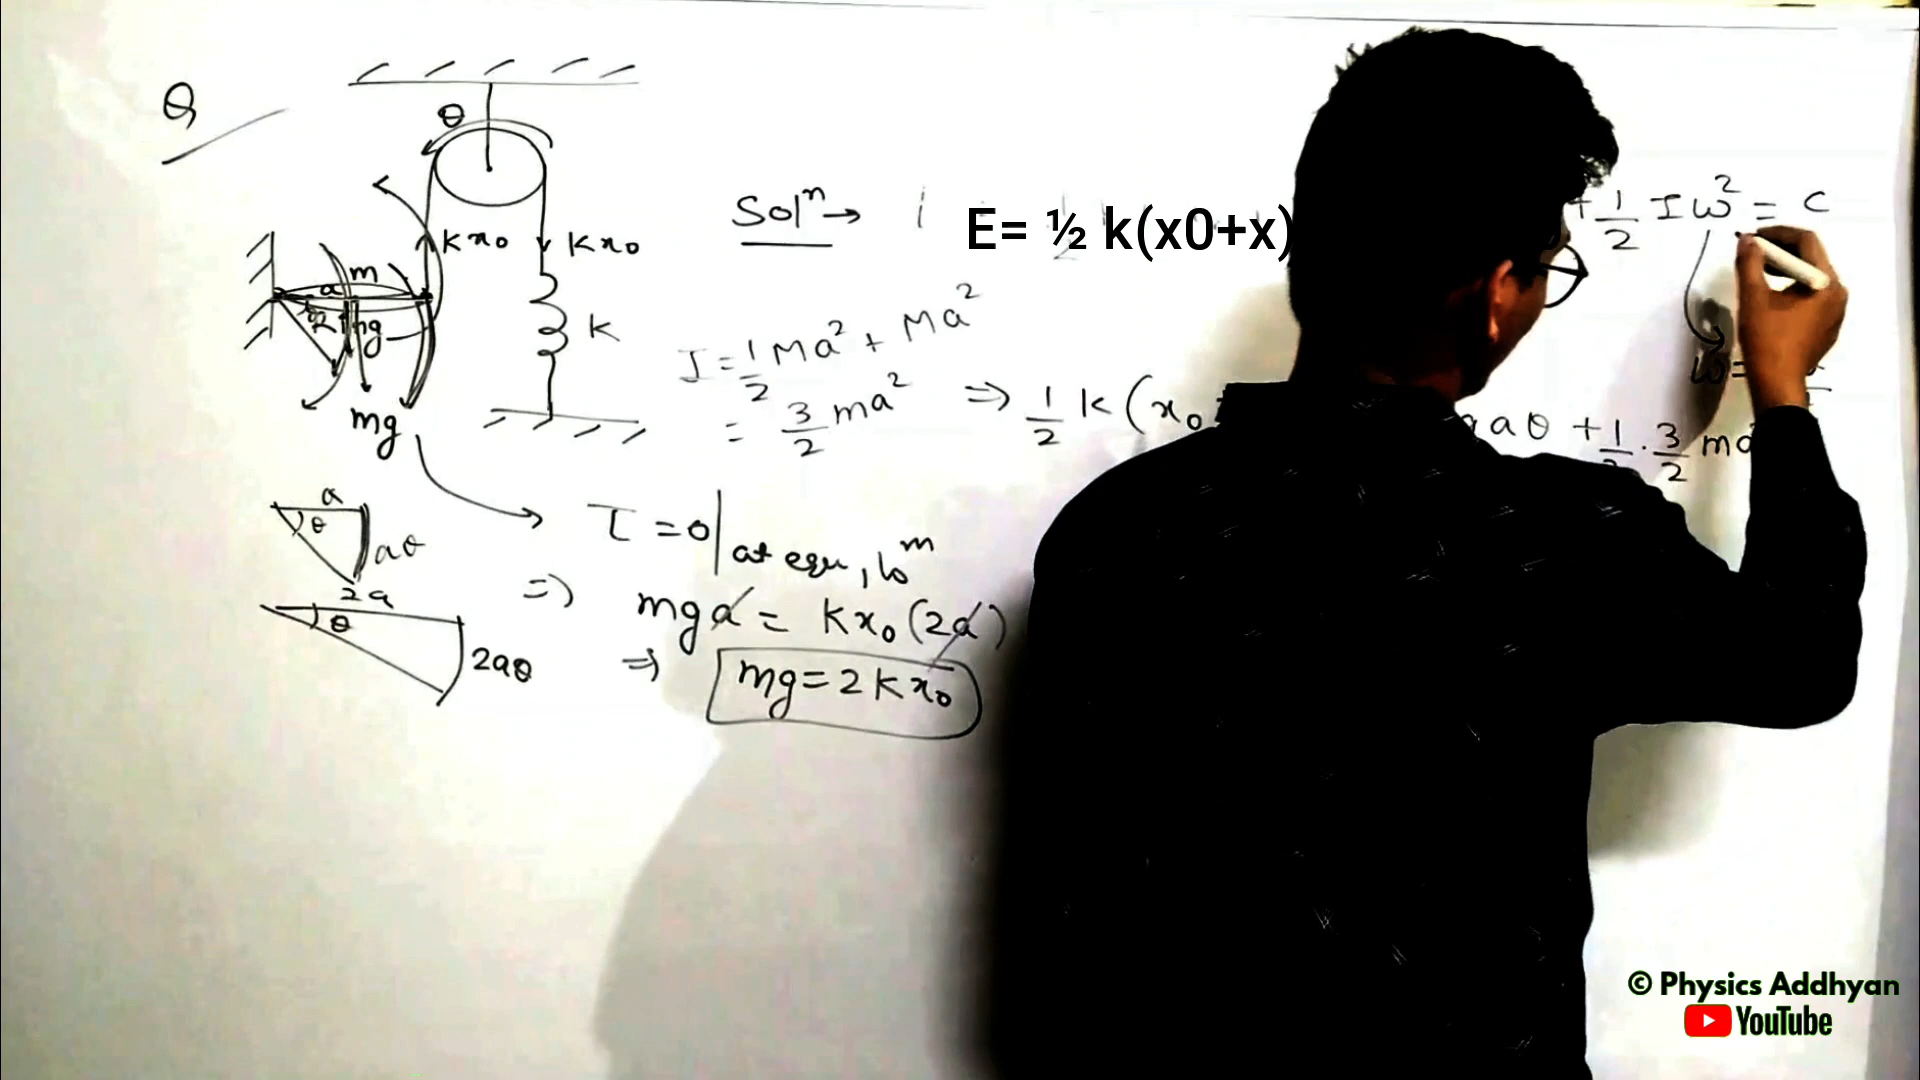 Q
θ
kx₀ kx₀
m
a
mg
k
mg
Solⁿ →
E= ½ k(x0+x)
+ 1/2 I ω² = C
I = 1/2 Ma² + Ma²
= 3/2 ma²
⇒ 1/2 k (x₀
aθ + 1/2 · 3/2 m
ω =
τ = 0 | at equ, bᵐ
⇒ mga = kx₀ (2a)
⇒ mg = 2kx₀
a
θ
aθ
2a
θ
2aθ
© Physics Addhyan
YouTube